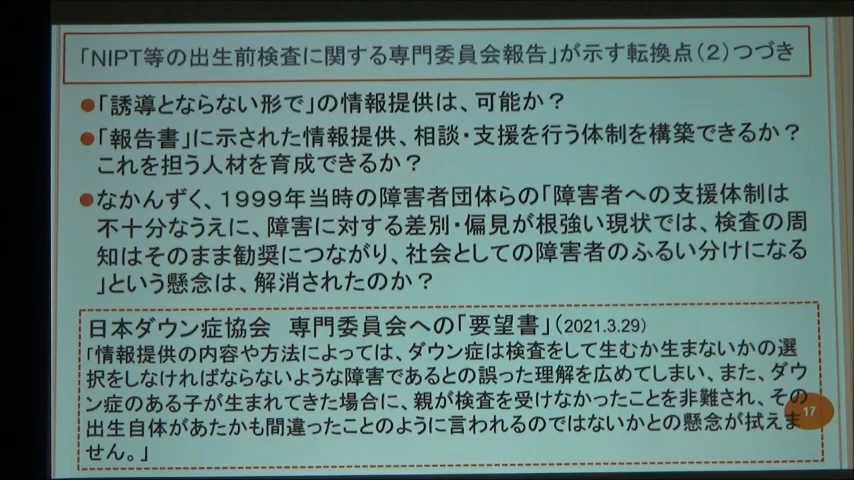 「NIPT等の出生前検査に関する専門委員会報告」が示す転換点(2)つづき
●「誘導とならない形で」の情報提供は、可能か？
●「報告書」に示された情報提供、相談・支援を行う体制を構築できるか？
これを担う人材を育成できるか？
●なかんずく、1999年当時の障害者団体らの「障害者への支援体制は
不十分なうえに、障害に対する差別・偏見が根強い現状では、検査の周
知はそのまま勧奨につながり、社会としての障害者のふるい分けになる
」という懸念は、解消されたのか？
日本ダウン症協会　専門委員会への「要望書」(2021.3.29)
「情報提供の内容や方法によっては、ダウン症は検査をして生むか生まないかの選
択をしなければならないような障害であるとの誤った理解を広めてしまい、また、ダウ
ン症のある子が生まれてきた場合に、親が検査を受けなかったことを非難され、その
出生自体があたかも間違ったことのように言われるのではないかとの懸念が拭えま
せん。」
17